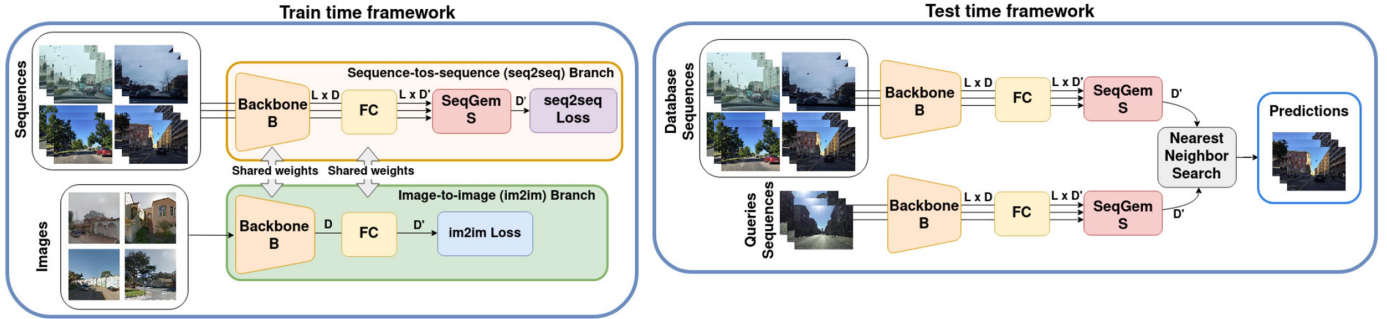 Train time framework
Sequences
Sequence-tos-sequence (seq2seq) Branch
Backbone
B
L x D
FC
L x D'
SeqGem
S
D'
seq2seq
Loss
Shared weights
Shared weights
Images
Image-to-image (im2im) Branch
Backbone
B
D
FC
D'
im2im Loss
Test time framework
Database
Sequences
Backbone
B
L x D
FC
L x D'
SeqGem
S
D'
Nearest
Neighbor
Search
Predictions
Queries
Sequences
Backbone
B
L x D
FC
L x D'
SeqGem
S
D'